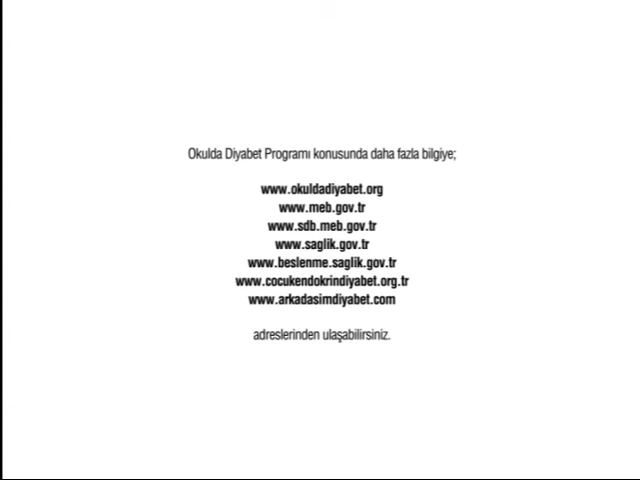 Okulda Diyabet Programı konusunda daha fazla bilgiye;
www.okuldadiyabet.org
www.meb.gov.tr
www.sdb.meb.gov.tr
www.saglik.gov.tr
www.beslenme.saglik.gov.tr
www.cocukendokrindiyabet.org.tr
www.arkadasimdiyabet.com
adreslerinden ulaşabilirsiniz.